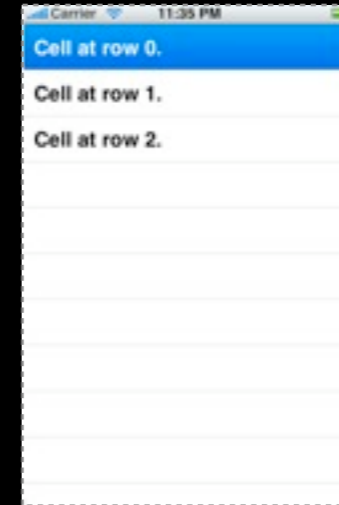 Carrier 11:35 PM
Cell at row 0.
Cell at row 1.
Cell at row 2.